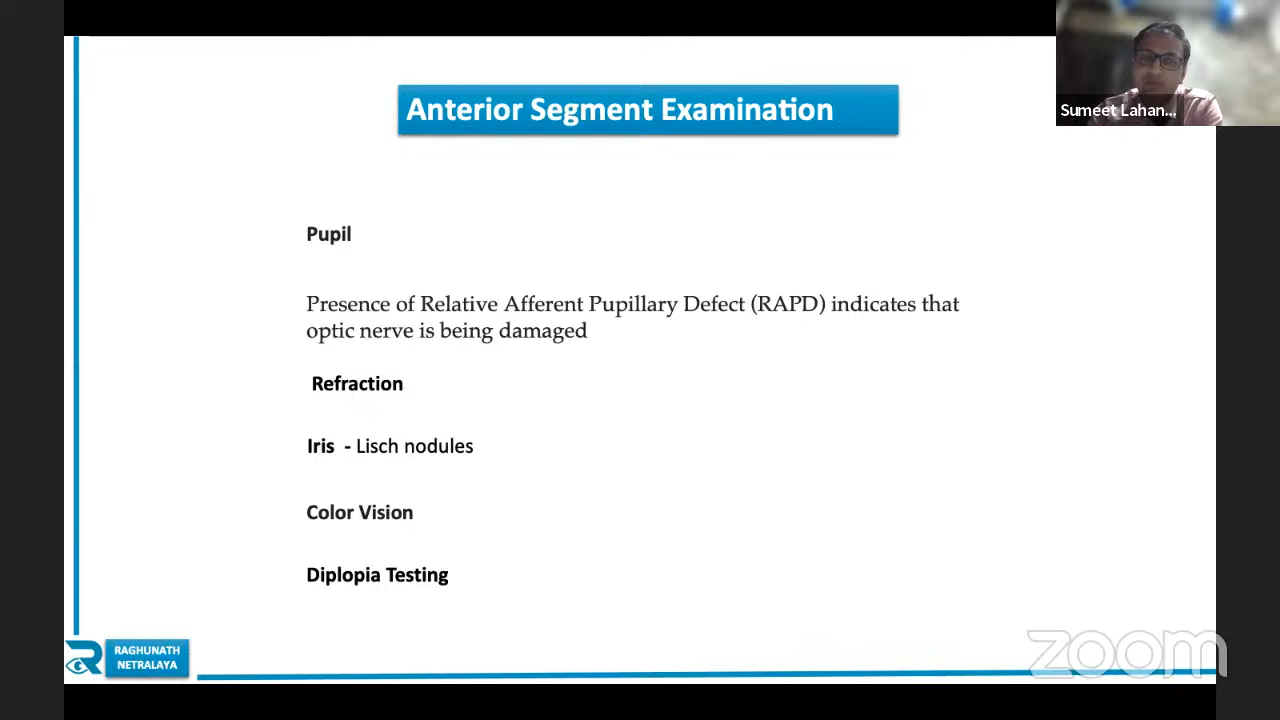 Anterior Segment Examination
Sumeet Lahan...
Pupil
Presence of Relative Afferent Pupillary Defect (RAPD) indicates that
optic nerve is being damaged
Refraction
Iris - Lisch nodules
Color Vision
Diplopia Testing
RAGHUNATH
NETRALAYA
zoom